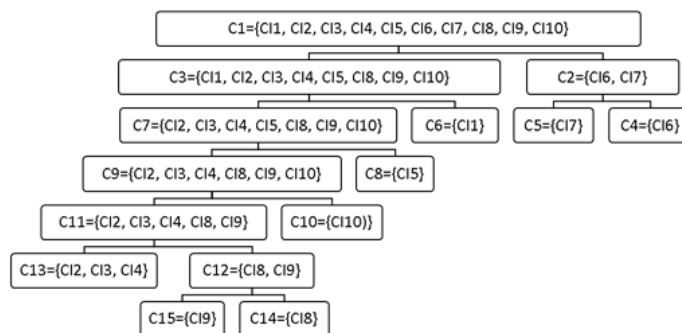 C1={CI1, CI2, CI3, CI4, CI5, CI6, CI7, CI8, CI9, CI10}
C3={CI1, CI2, CI3, CI4, CI5, CI8, CI9, CI10}
C2={CI6, CI7}
C7={CI2, CI3, CI4, CI5, CI8, CI9, CI10}
C6={CI1}
C5={CI7}
C4={CI6}
C9={CI2, CI3, CI4, CI8, CI9, CI10}
C8={CI5}
C11={CI2, CI3, CI4, CI8, CI9}
C10={CI10)}
C13={CI2, CI3, CI4}
C12={CI8, CI9}
C15={CI9}
C14={CI8}